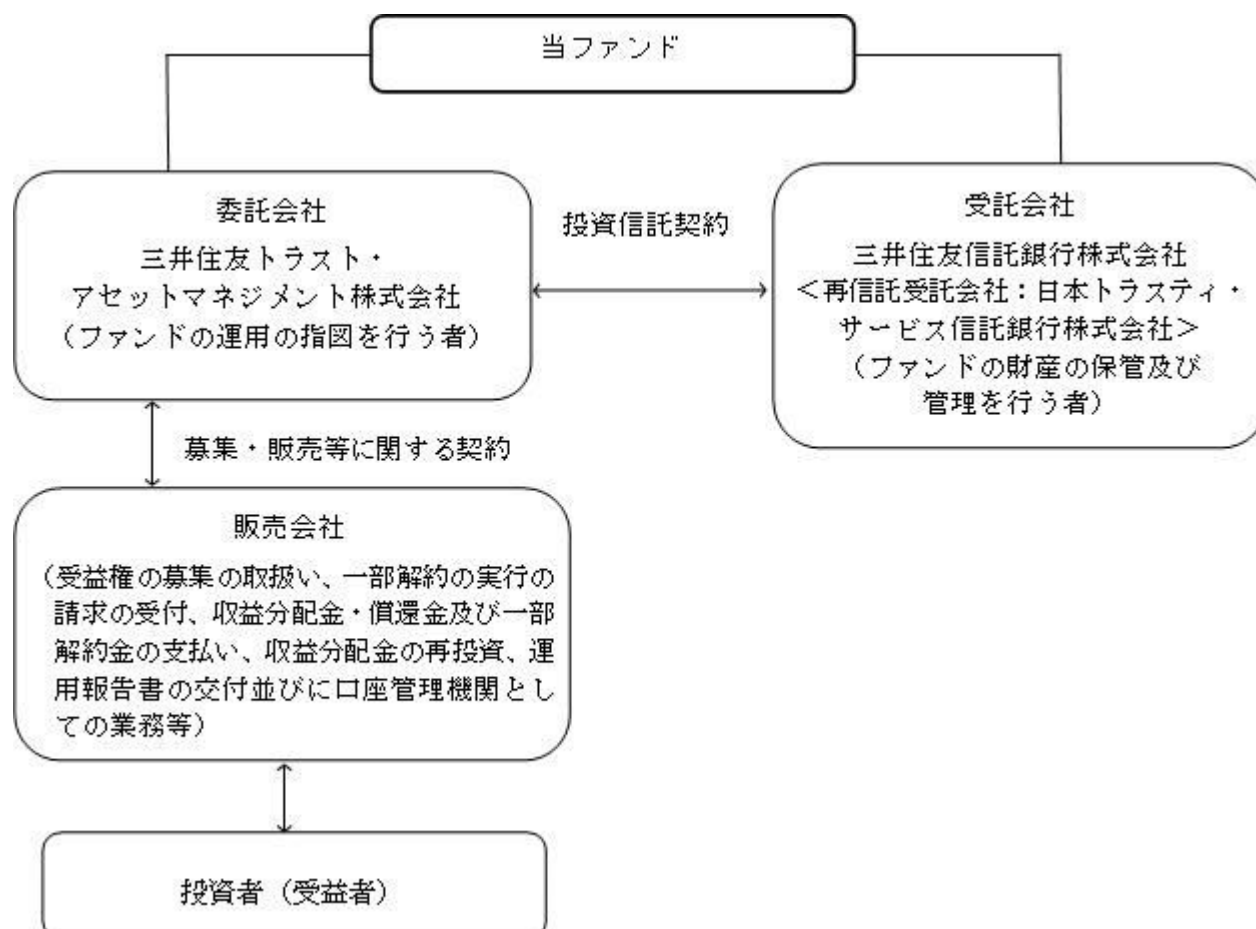 当ファンド
委託会社
三井住友トラスト・
アセットマネジメント株式会社
（ファンドの運用の指図を行う者）
投資信託契約
受託会社
三井住友信託銀行株式会社
＜再信託受託会社：日本トラスティ・
サービス信託銀行株式会社＞
（ファンドの財産の保管及び
管理を行う者）
募集・販売等に関する契約
販売会社
（受益権の募集の取扱い、一部解約の実行の
請求の受付、収益分配金・償還金及び一部
解約金の支払い、収益分配金の再投資、運
用報告書の交付並びに口座管理機関とし
ての業務等）
投資者（受益者）